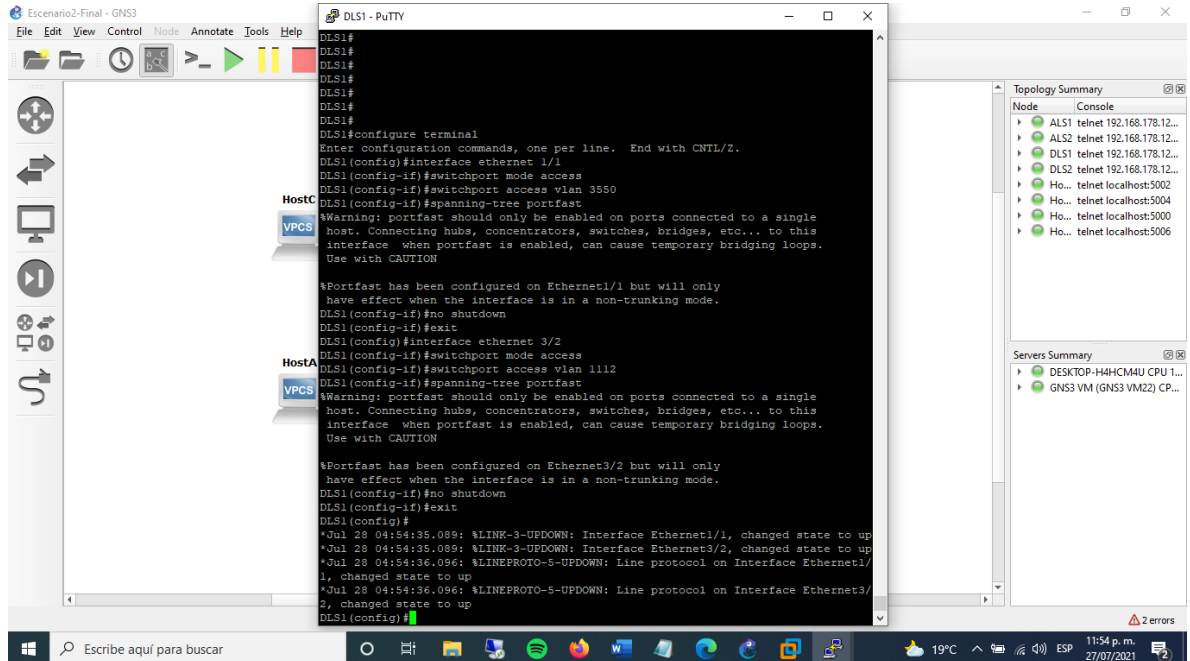 Escenario2-Final - GNS3
File Edit View Control Node Annotate Tools Help
HostC
VPCS
HostA
VPCS
DLS1 - PuTTY
DLS1#
DLS1#
DLS1#
DLS1#
DLS1#
DLS1#
DLS1#
DLS1#configure terminal
Enter configuration commands, one per line.  End with CNTL/Z.
DLS1(config)#interface ethernet 1/1
DLS1(config-if)#switchport mode access
DLS1(config-if)#switchport access vlan 3550
DLS1(config-if)#spanning-tree portfast
%Warning: portfast should only be enabled on ports connected to a single
host. Connecting hubs, concentrators, switches, bridges, etc... to this
interface  when portfast is enabled, can cause temporary bridging loops.
Use with CAUTION
%Portfast has been configured on Ethernet1/1 but will only
have effect when the interface is in a non-trunking mode.
DLS1(config-if)#no shutdown
DLS1(config-if)#exit
DLS1(config)#interface ethernet 3/2
DLS1(config-if)#switchport mode access
DLS1(config-if)#switchport access vlan 1112
DLS1(config-if)#spanning-tree portfast
%Warning: portfast should only be enabled on ports connected to a single
host. Connecting hubs, concentrators, switches, bridges, etc... to this
interface  when portfast is enabled, can cause temporary bridging loops.
Use with CAUTION
%Portfast has been configured on Ethernet3/2 but will only
have effect when the interface is in a non-trunking mode.
DLS1(config-if)#no shutdown
DLS1(config-if)#exit
DLS1(config)#
*Jul 28 04:54:35.089: %LINK-3-UPDOWN: Interface Ethernet1/1, changed state to up
*Jul 28 04:54:35.089: %LINK-3-UPDOWN: Interface Ethernet3/2, changed state to up
*Jul 28 04:54:36.096: %LINEPROTO-5-UPDOWN: Line protocol on Interface Ethernet1/
1, changed state to up
*Jul 28 04:54:36.096: %LINEPROTO-5-UPDOWN: Line protocol on Interface Ethernet3/
2, changed state to up
DLS1(config)#
Topology Summary
Node Console
ALS1 telnet 192.168.178.12...
ALS2 telnet 192.168.178.12...
DLS1 telnet 192.168.178.12...
DLS2 telnet 192.168.178.12...
Ho... telnet localhost:5002
Ho... telnet localhost:5004
Ho... telnet localhost:5000
Ho... telnet localhost:5006
Servers Summary
DESKTOP-H4HCM4U CPU 1...
GNS3 VM (GNS3 VM22) CP...
2 errors
Escribe aquí para buscar
19°C
ESP
11:54 p. m.
27/07/2021